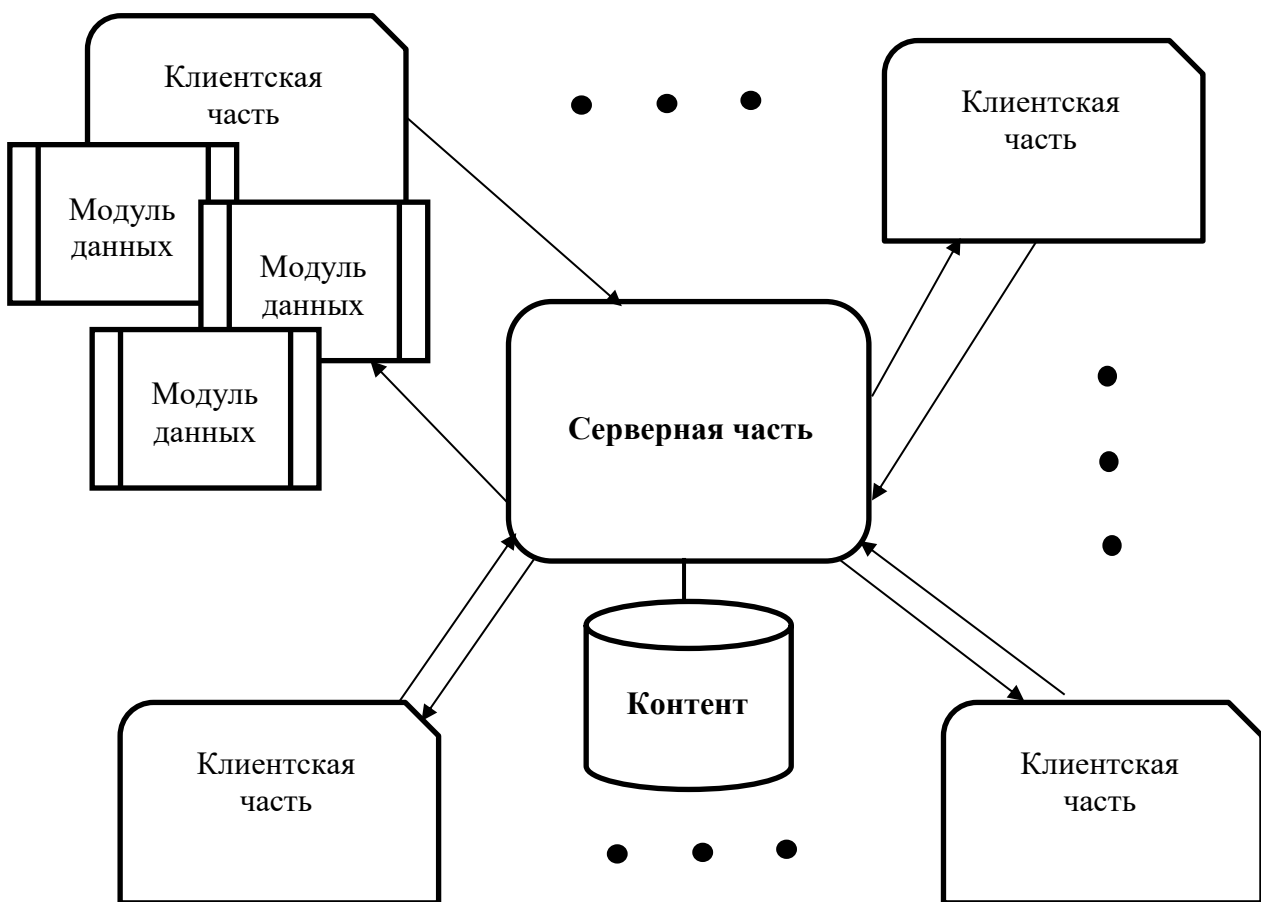 Клиентская
часть
Клиентская
часть
Модуль
данных
Модуль
данных
Модуль
данных
Серверная часть
Контент
Клиентская
часть
Клиентская
часть